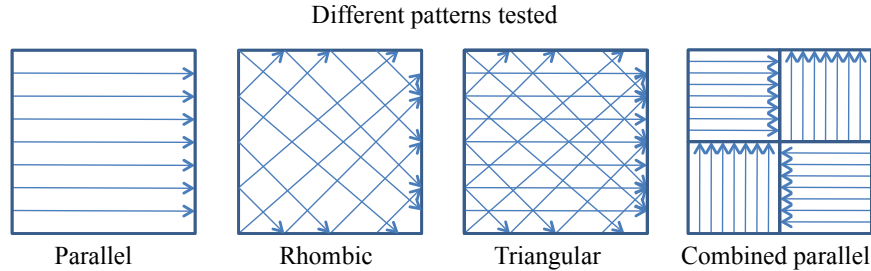 Different patterns tested
Parallel
Rhombic
Triangular
Combined parallel